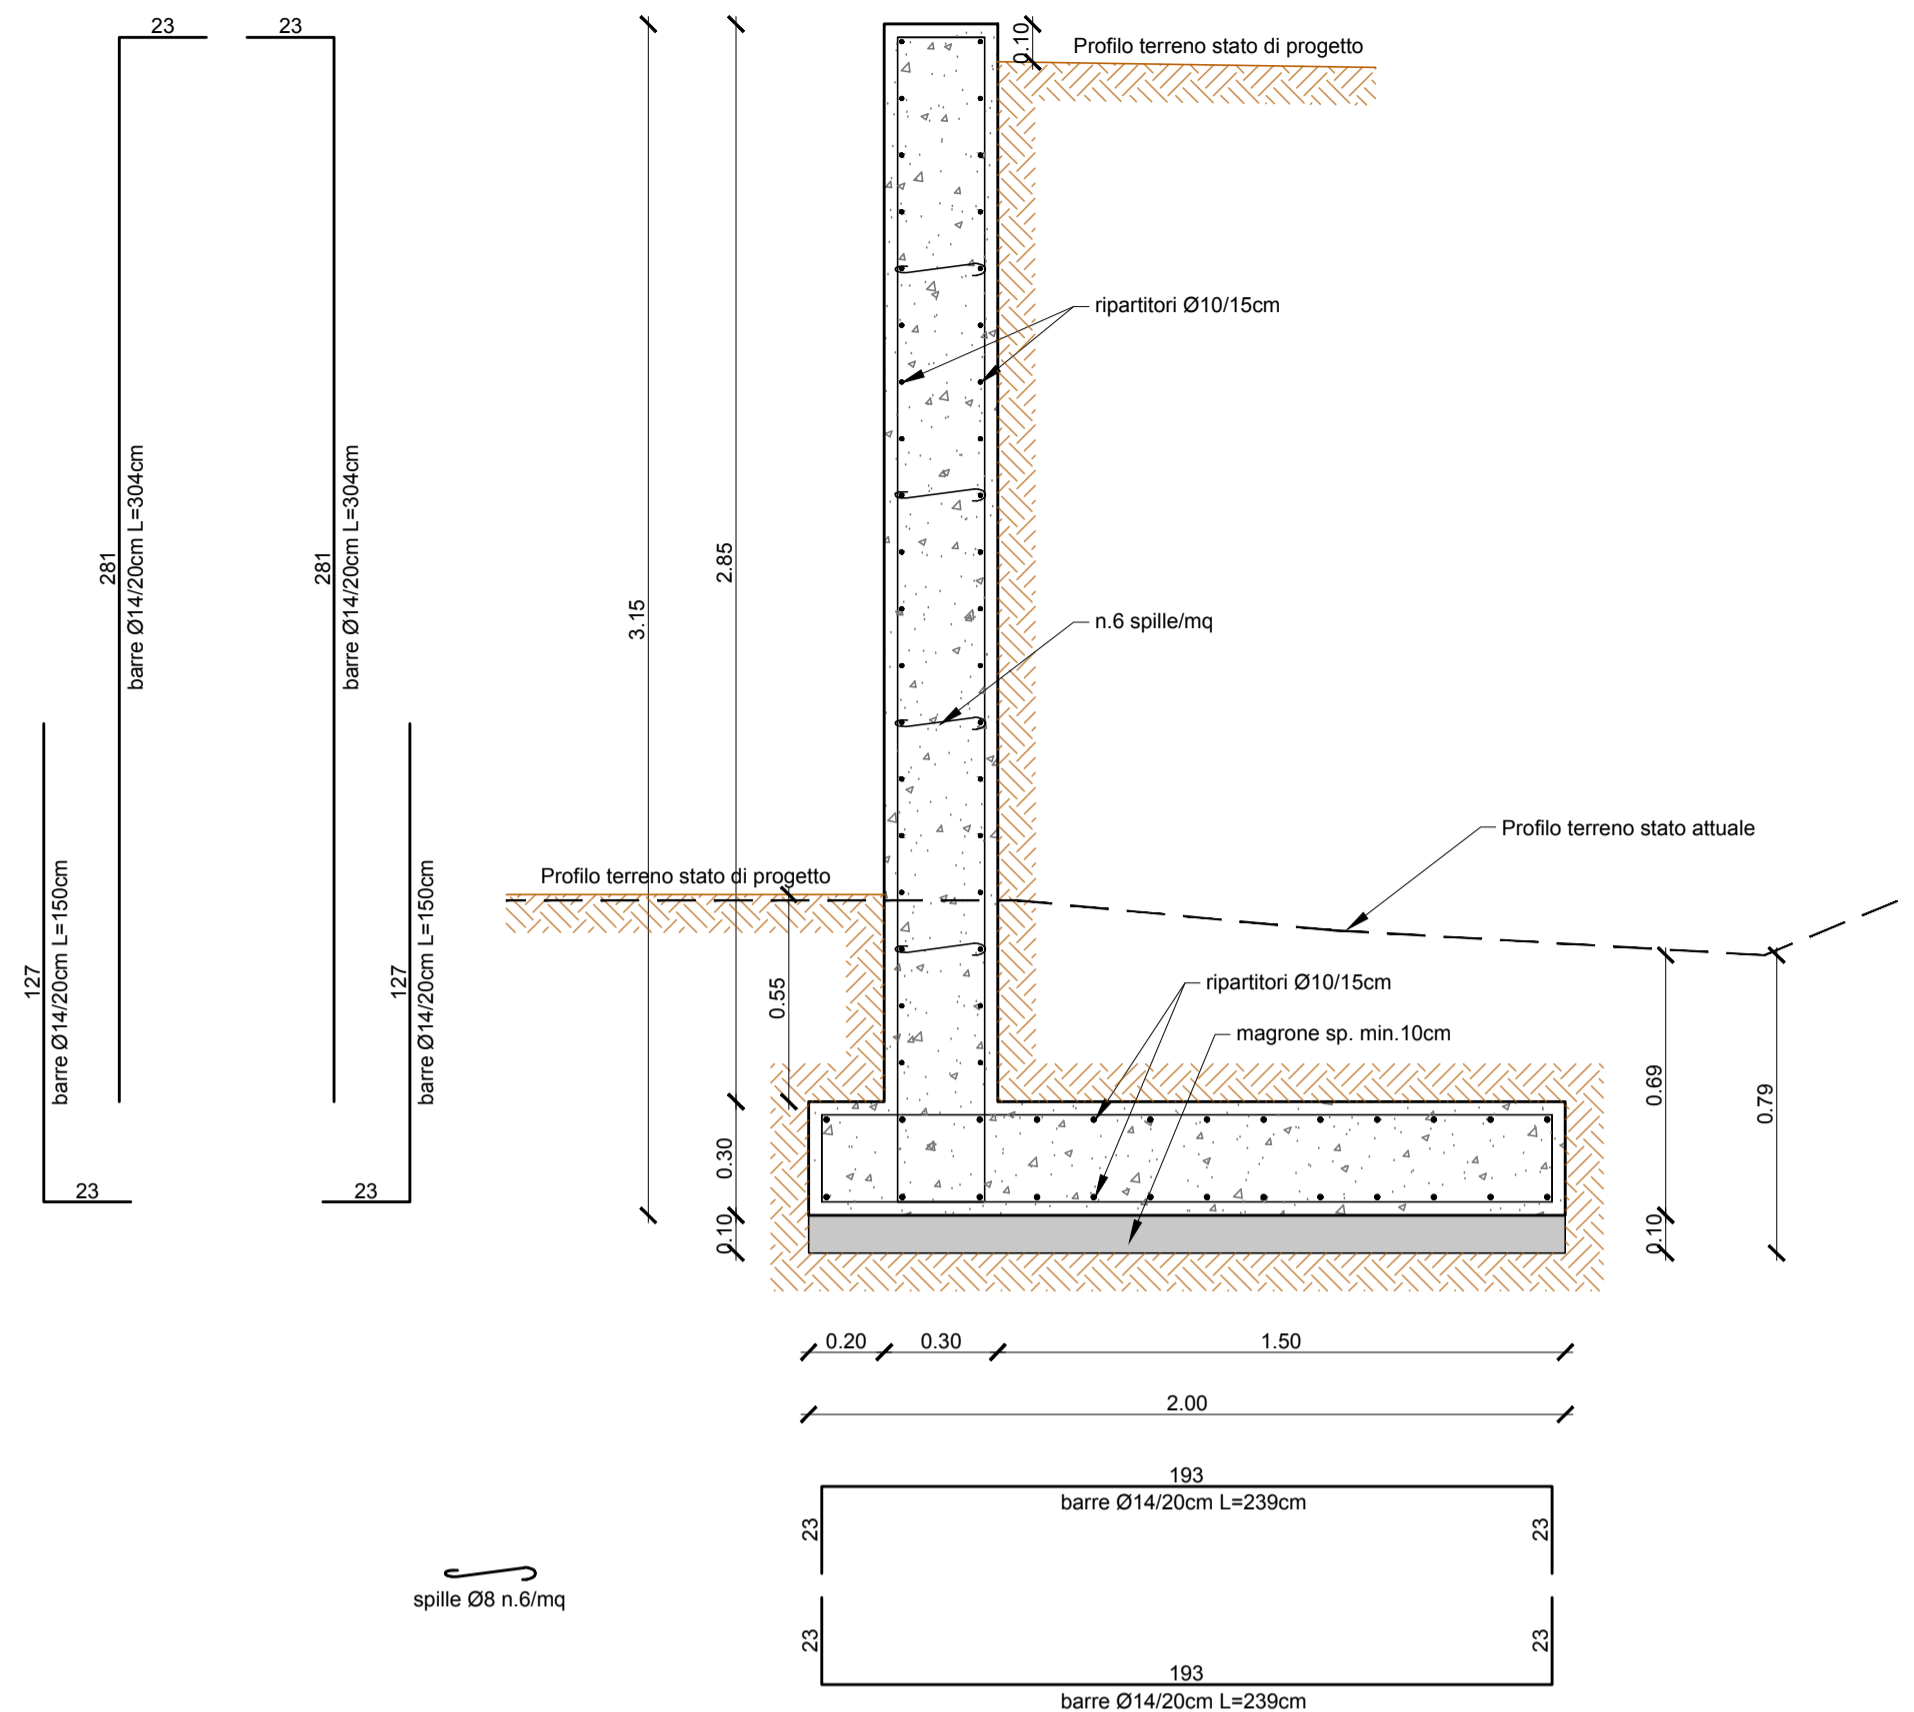 23
23
0.10
Profilo terreno stato di progetto
ripartitori Ø10/15cm
281
barre Ø14/20cm L=304cm
281
barre Ø14/20cm L=304cm
3.15
2.85
n.6 spille/mq
Profilo terreno stato attuale
Profilo terreno stato di progetto
127
barre Ø14/20cm L=150cm
127
barre Ø14/20cm L=150cm
0.55
ripartitori Ø10/15cm
magrone sp. min.10cm
0.69
0.79
0.30
23
23
0.10
0.10
0.20
0.30
1.50
2.00
193
barre Ø14/20cm L=239cm
23
23
spille Ø8 n.6/mq
23
23
193
barre Ø14/20cm L=239cm